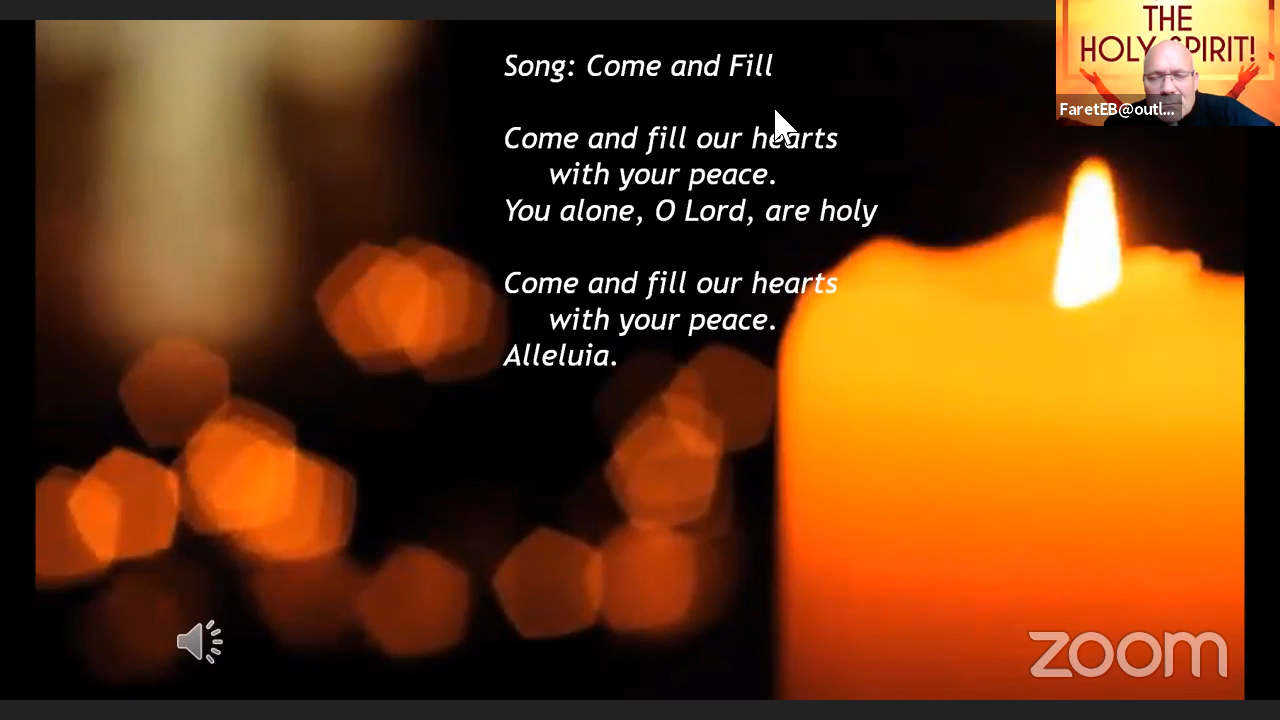 Song: Come and Fill
Come and fill our hearts
with your peace.
You alone, O Lord, are holy
Come and fill our hearts
with your peace.
Alleluia.
THE
HOLY SPIRIT!
FaretEB@outl...
zoom